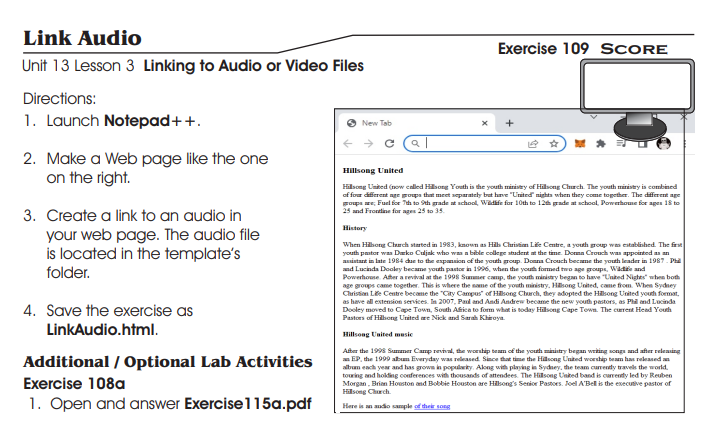 Link Audio
Exercise 109 SCORE
Unit 13 Lesson 3 Linking to Audio or Video Files
Directions:
1. Launch Notepad++.
2. Make a Web page like the one
on the right.
3. Create a link to an audio in
your web page. The audio file
is located in the template's
folder.
4. Save the exercise as
LinkAudio.html.
Additional / Optional Lab Activities
Exercise 108a
1. Open and answer Exercise115a.pdf
New Tab
Hillsong United
Hillsong United (now called Hillsong Youth is the youth ministry of Hillsong Church. The youth ministry is combined
of four different age groups that meet separately but have "United" nights when they come together. The different age
groups are; Fuel for 7th to 9th grade at school, Wildlife for 10th to 12th grade at school, Powerhouse for ages 18 to
25 and Frontline for ages 25 to 35.
History
When Hillsong Church started in 1983, known as Hills Christian Life Centre, a youth group was established. The first
youth pastor was Darko Culjak who was a bible college student at the time. Donna Crouch was appointed as an
assistant in late 1984 due to the expansion of the youth group. Donna Crouch became the youth leader in 1987 . Phil
and Lucinda Dooley became youth pastor in 1996, when the youth formed two age groups, Wildlife and
Powerhouse. After a revival at the 1998 Summer camp, the youth ministry began to have "United Nights" when both
age groups came together. This is where the name of the youth ministry, Hillsong United, came from. When Sydney
Christian Life Centre became the "City Campus" of Hillsong Church, they adopted the Hillsong United youth format,
as have all extension services. In 2007, Paul and Andi Andrew became the new youth pastors, as Phil and Lucinda
Dooley moved to Cape Town, South Africa to form what is today Hillsong Cape Town. The current Head Youth
Pastors of Hillsong United are Nick and Sarah Khiroya.
Hillsong United music
After the 1998 Summer Camp revival, the worship team of the youth ministry began writing songs and after releasing
an EP, the 1999 album Everyday was released. Since that time the Hillsong United worship team has released an
album each year and has grown in popularity. Along with playing in Sydney, the team currently travels the world,
touring and holding conferences with thousands of attendees. The Hillsong United band is currently led by Reuben
Morgan , Brian Houston and Bobbie Houston are Hillsong's Senior Pastors. Joel A'Bell is the executive pastor of
Hillsong Church.
Here is an audio sample of their song